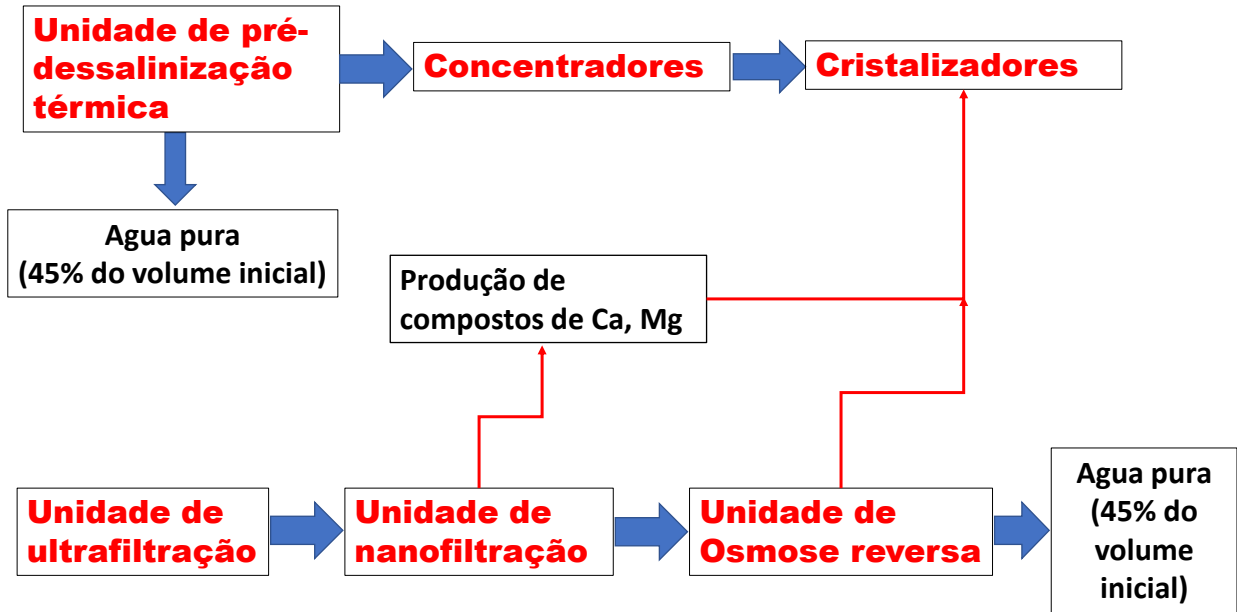 Unidade de pré-
dessalinização
térmica
Concentradores
Cristalizadores
Agua pura
(45% do volume inicial)
Produção de
compostos de Ca, Mg
Unidade de
ultrafiltração
Unidade de
nanofiltração
Unidade de
Osmose reversa
Agua pura
(45% do
volume
inicial)